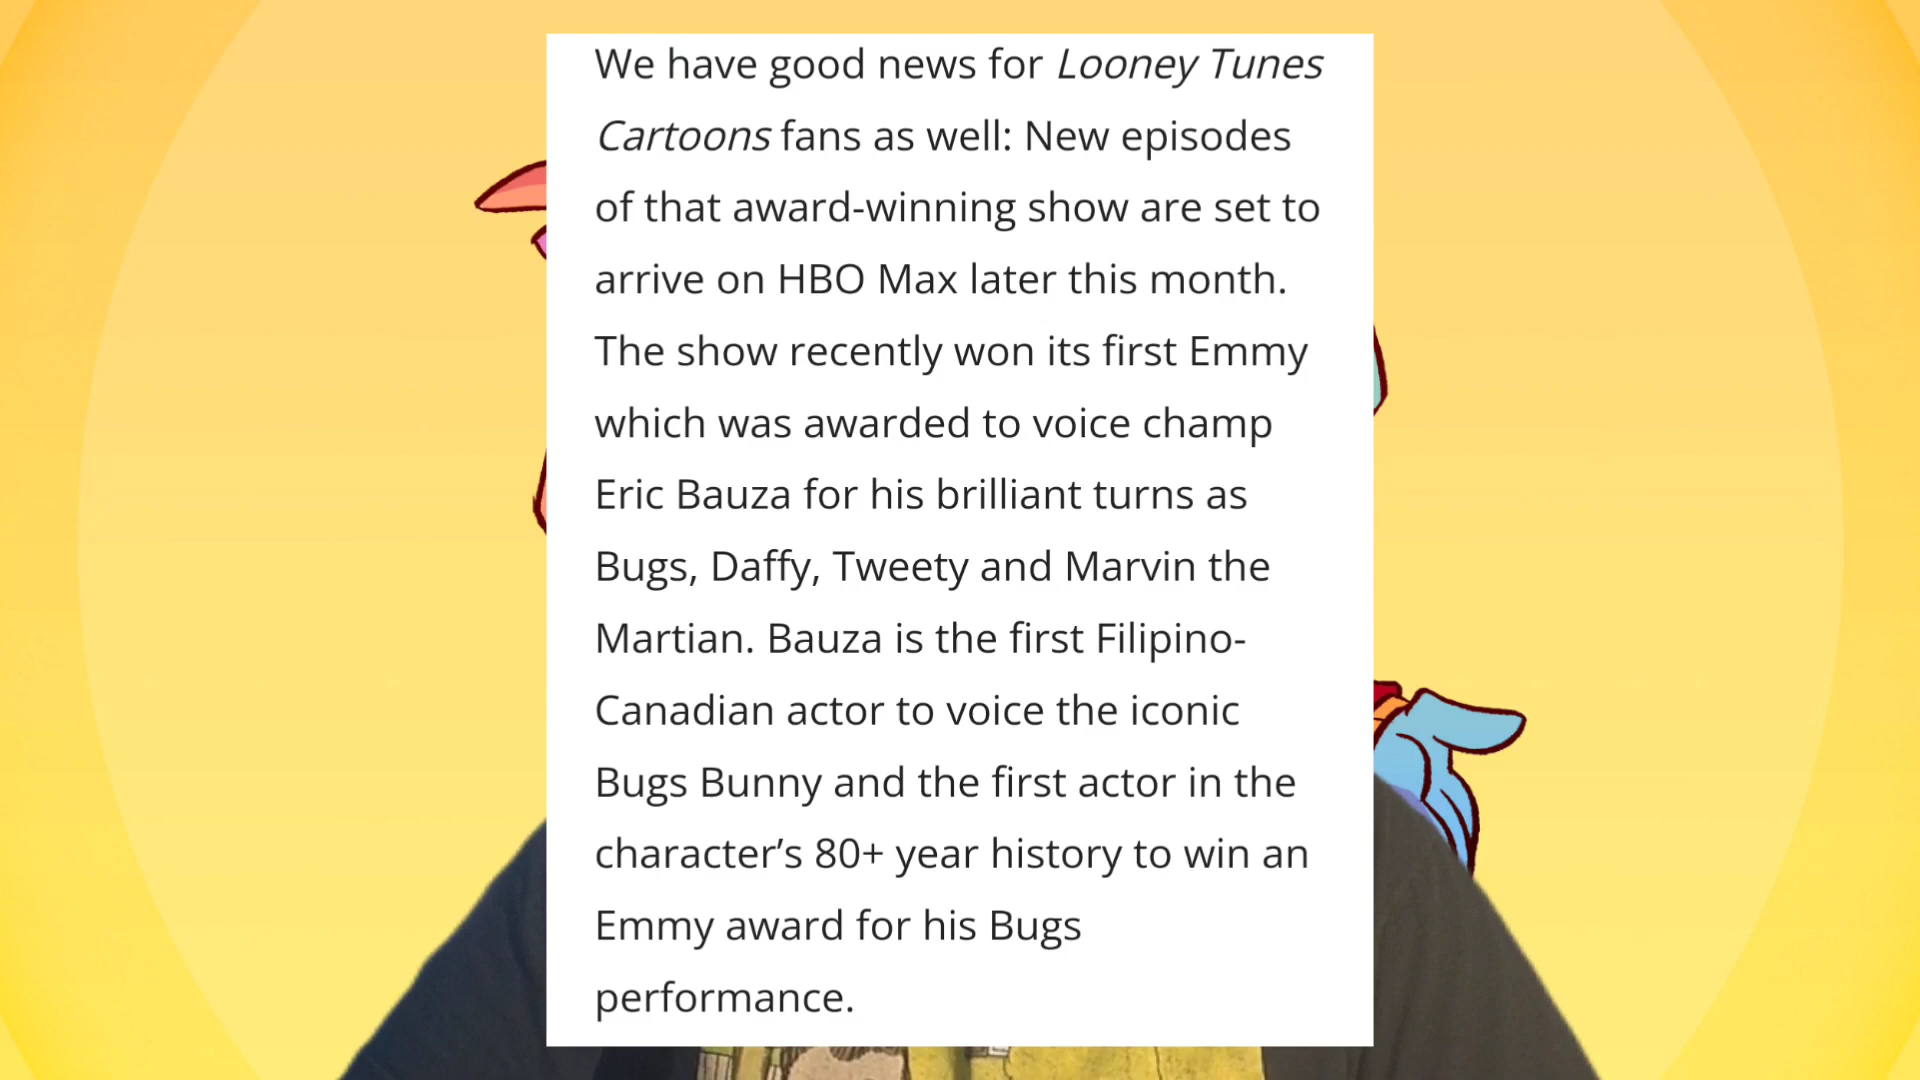 We have good news for Looney Tunes
Cartoons fans as well: New episodes
of that award-winning show are set to
arrive on HBO Max later this month.
The show recently won its first Emmy
which was awarded to voice champ
Eric Bauza for his brilliant turns as
Bugs, Daffy, Tweety and Marvin the
Martian. Bauza is the first Filipino-
Canadian actor to voice the iconic
Bugs Bunny and the first actor in the
character’s 80+ year history to win an
Emmy award for his Bugs
performance.